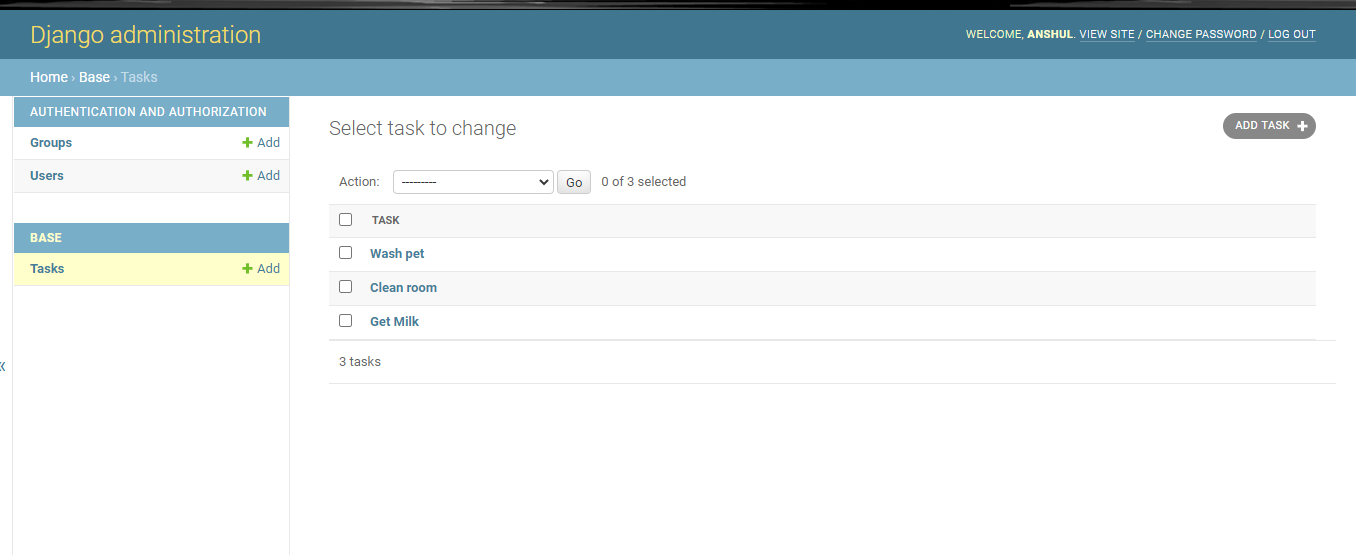 Django administration
WELCOME, ANSHUL. VIEW SITE / CHANGE PASSWORD / LOG OUT
Home › Base › Tasks
AUTHENTICATION AND AUTHORIZATION
Groups
+ Add
Users
+ Add
BASE
Tasks
+ Add
«
Select task to change
ADD TASK +
Action: --------- Go 0 of 3 selected
TASK
Wash pet
Clean room
Get Milk
3 tasks